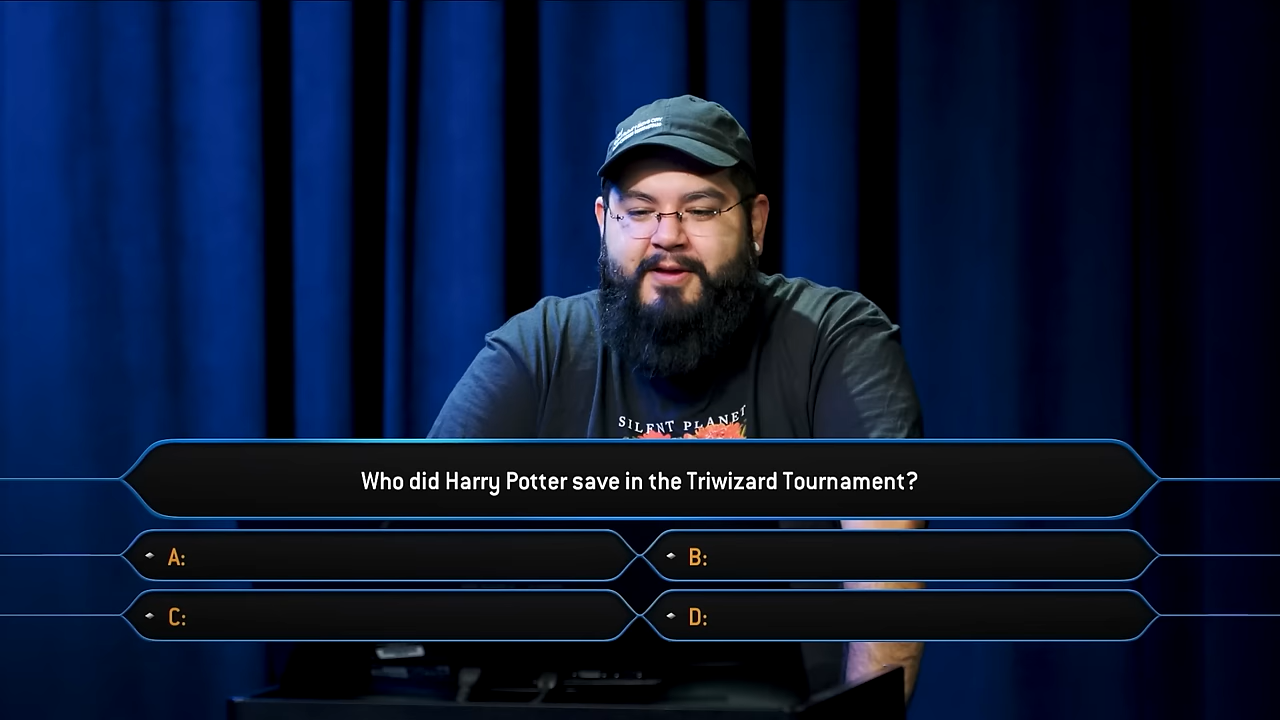 SILENT PLANET
Who did Harry Potter save in the Triwizard Tournament?
A:
B:
C:
D: